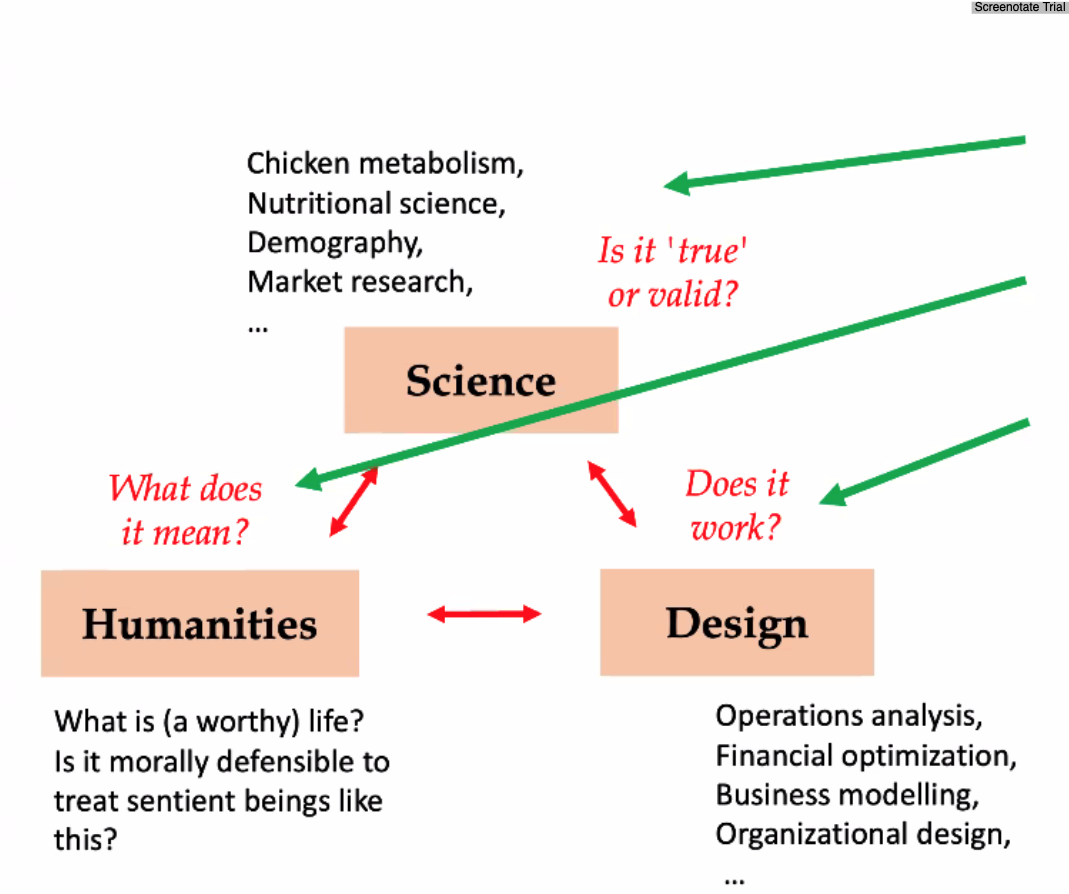 Screenotate Trial
Chicken metabolism,
Nutritional science,
Demography,
Market research,
...
Is it 'true'
or valid?
Science
What does
it mean?
Does it
work?
Humanities
Design
What is (a worthy) life?
Is it morally defensible to
treat sentient beings like
this?
Operations analysis,
Financial optimization,
Business modelling,
Organizational design,
...